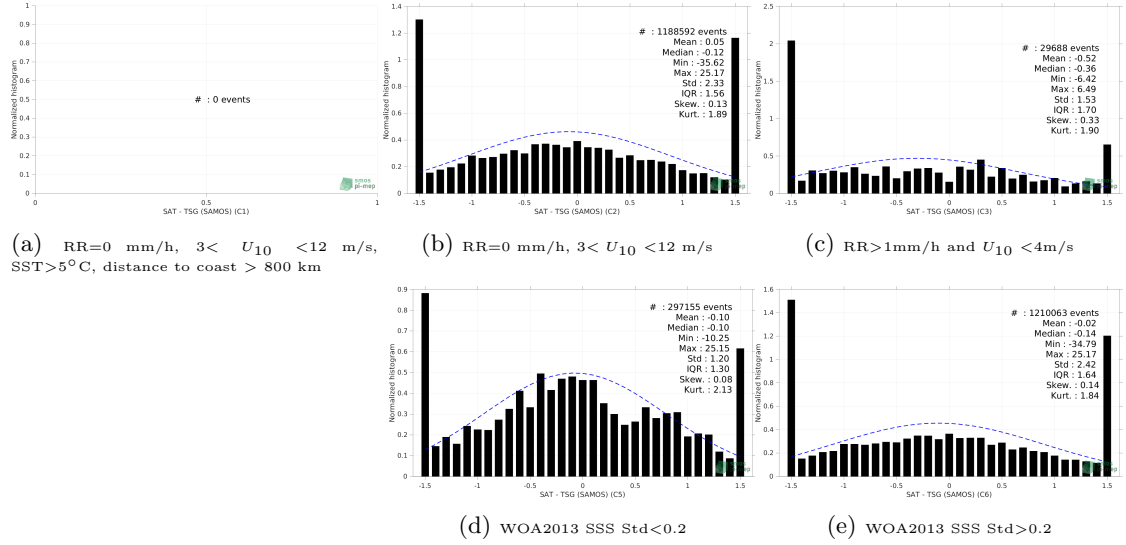 1
0.9
0.8
0.7
0.6
0.5
0.4
0.3
0.2
0.1
0
Normalized histogram
# : 0 events
smos
pi-mep
0 0.5 1
SAT - TSG (SAMOS) (C1)
(a) RR=0 mm/h, 3< U10 <12 m/s,
SST>5°C, distance to coast > 800 km
1.4
1.2
1
0.8
0.6
0.4
0.2
0
Normalized histogram
# : 1188592 events
Mean : 0.05
Median : -0.12
Min : -35.62
Max : 25.17
Std : 2.33
IQR : 1.56
Skew. : 0.13
Kurt. : 1.89
pi-mep
-1.5 -1 -0.5 0 0.5 1 1.5
SAT - TSG (SAMOS) (C2)
(b) RR=0 mm/h, 3< U10 <12 m/s
2.5
2
1.5
1
0.5
0
Normalized histogram
# : 29688 events
Mean : -0.52
Median : -0.36
Min : -6.42
Max : 6.49
Std : 1.53
IQR : 1.70
Skew. : 0.33
Kurt. : 1.90
pi-mep
-1.5 -1 -0.5 0 0.5 1 1.5
SAT - TSG (SAMOS) (C3)
(c) RR>1mm/h and U10 <4m/s
0.9
0.8
0.7
0.6
0.5
0.4
0.3
0.2
0.1
0
Normalized histogram
# : 297155 events
Mean : -0.10
Median : -0.10
Min : -10.25
Max : 25.15
Std : 1.20
IQR : 1.30
Skew. : 0.08
Kurt. : 2.13
pi-mep
-1.5 -1 -0.5 0 0.5 1 1.5
SAT - TSG (SAMOS) (C5)
(d) WOA2013 SSS Std<0.2
1.6
1.4
1.2
1
0.8
0.6
0.4
0.2
0
Normalized histogram
# : 1210063 events
Mean : -0.02
Median : -0.14
Min : -34.79
Max : 25.17
Std : 2.42
IQR : 1.64
Skew. : 0.14
Kurt. : 1.84
pi-mep
-1.5 -1 -0.5 0 0.5 1 1.5
SAT - TSG (SAMOS) (C6)
(e) WOA2013 SSS Std>0.2